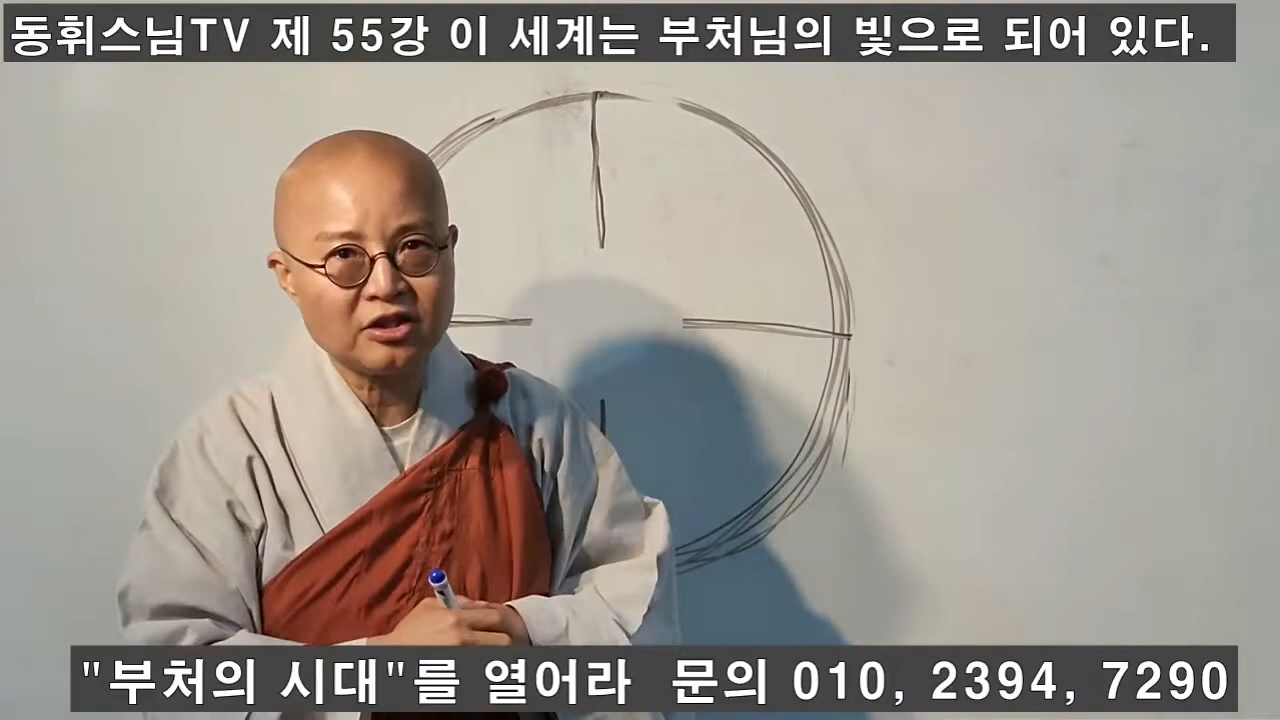 동휘스님TV 제 55강 이 세계는 부처님의 빛으로 되어 있다.
"부처의 시대"를 열어라 문의 010, 2394, 7290